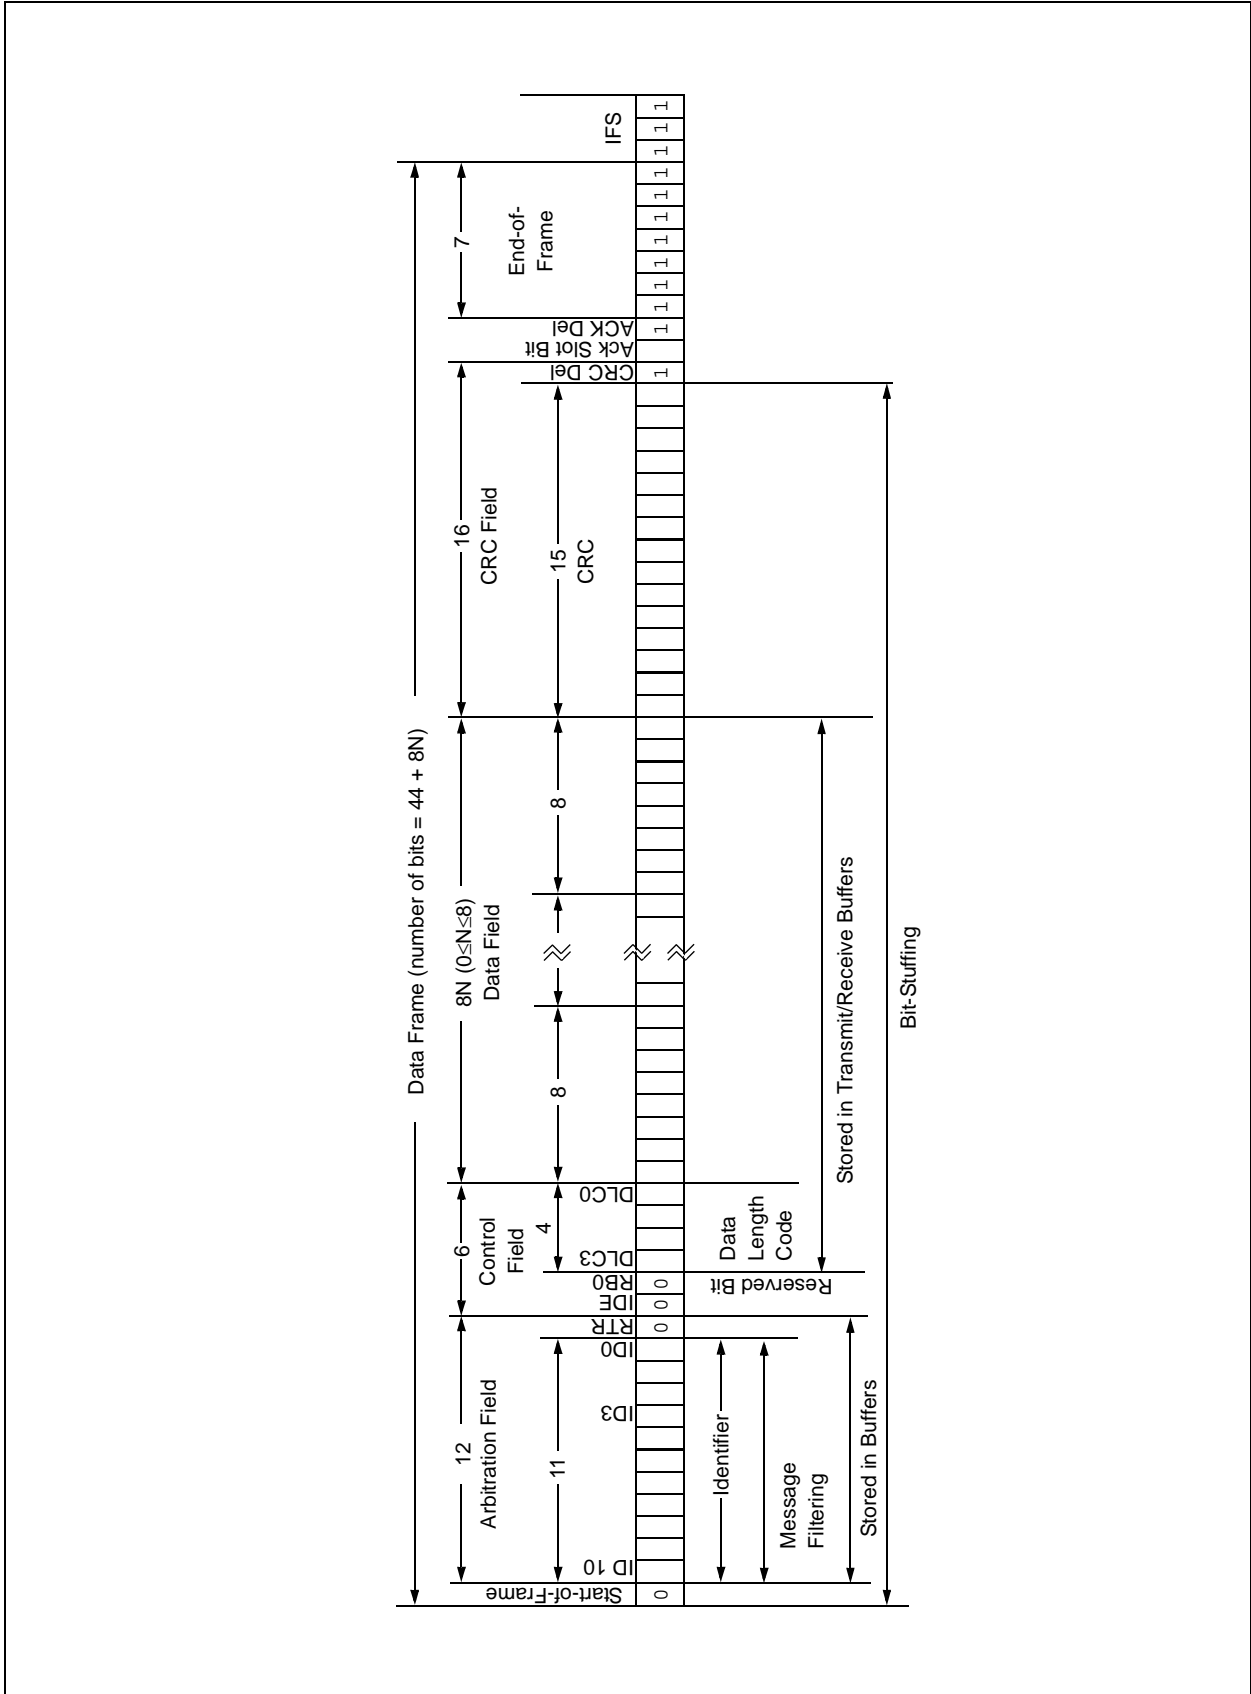 Data Frame (number of bits = 44 + 8N)
12
Arbitration Field
6
Control
Field
8N (0≤N≤8)
Data Field
16
CRC Field
7
End-of-
Frame
IFS
11
4
8
8
15
CRC
Start-of-Frame
ID 10
ID3
ID0
RTR
IDE
RB0
DLC3
DLC0
CRC Del
Ack Slot Bit
ACK Del
0
0
0
0
1
1
1
1
1
1
1
1
1
1
1
1
Identifier
Message
Filtering
Stored in Buffers
Reserved Bit
Data
Length
Code
Stored in Transmit/Receive Buffers
Bit-Stuffing